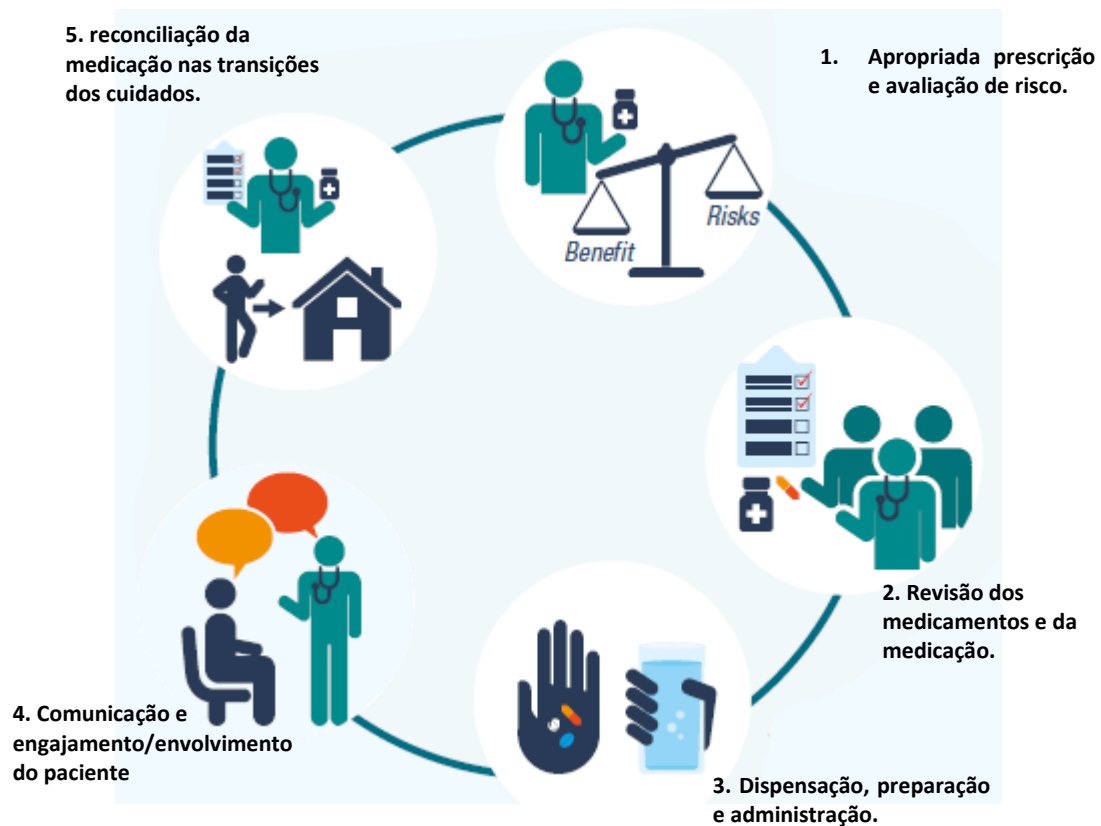 5. reconciliação da
medicação nas transições
dos cuidados.
1. Apropriada prescrição
e avaliação de risco.
Risks
Benefit
2. Revisão dos
medicamentos e da
medicação.
4. Comunicação e
engajamento/envolvimento
do paciente
3. Dispensação, preparação
e administração.